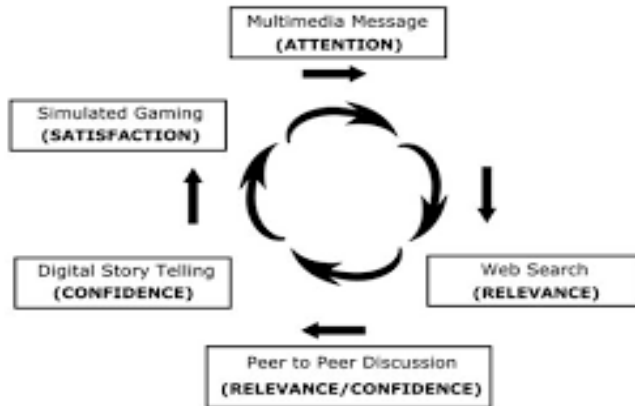 Multimedia Message
(ATTENTION)
Simulated Gaming
(SATISFACTION)
Digital Story Telling
(CONFIDENCE)
Web Search
(RELEVANCE)
Peer to Peer Discussion
(RELEVANCE/CONFIDENCE)